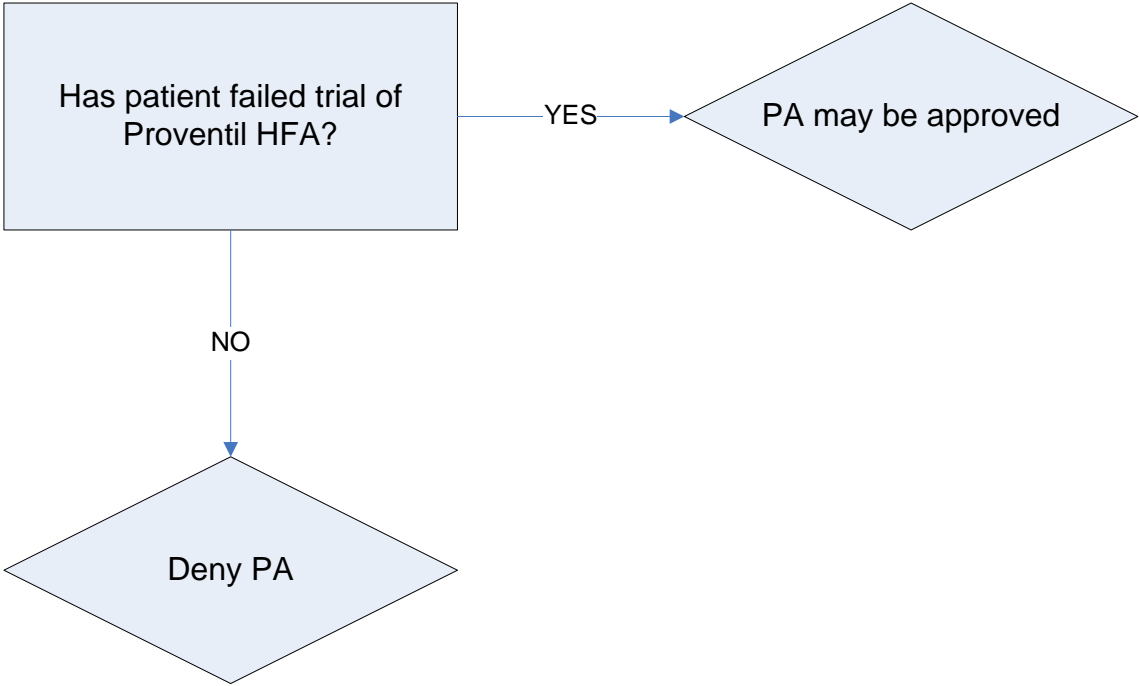 Has patient failed trial of
Proventil HFA?
YES
PA may be approved
NO
Deny PA